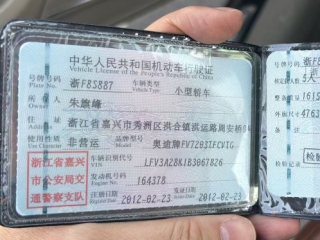 中华人民共和国机动车行驶证
Vehicle License of the People's Republic of China
号牌号码 浙F8S887 车辆类型 小型轿车
Plate No. Vehicle Type
所有人 朱旗峰
Owner
住址 浙江省嘉兴市秀洲区洪合镇洪运路周安桥
Address
使用性质 非营运 品牌型号 奥迪牌FV7203TFCVTG
Use Character Model
浙江省嘉兴市公安局交通警察支队
车辆识别代号 LFV3A28K1B3067826
VIN
发动机号码 164378
Engine No.
注册日期 2012-02-23 发证日期 2012-02-23